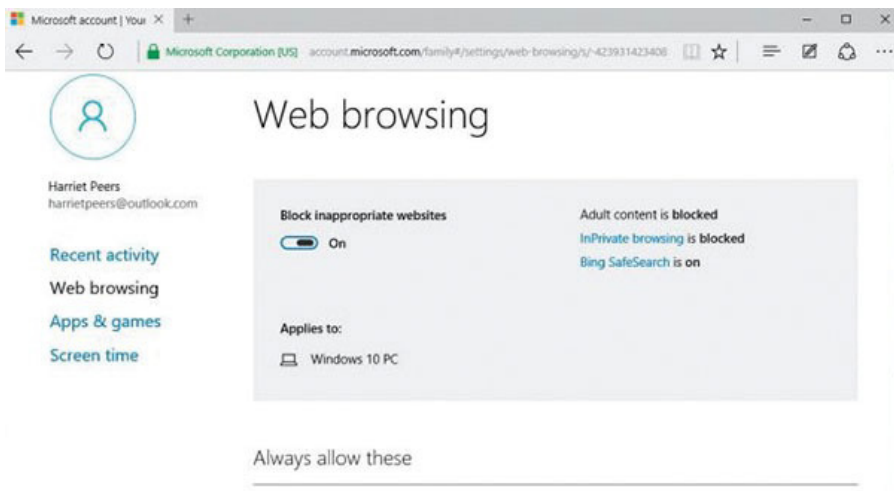 Microsoft account | Your
Microsoft Corporation [US] account.microsoft.com/family#/settings/web-browsing/s/-423931423408
Web browsing
Harriet Peers
harrietpeers@outlook.com
Recent activity
Web browsing
Apps & games
Screen time
Block inappropriate websites
On
Adult content is blocked
InPrivate browsing is blocked
Bing SafeSearch is on
Applies to:
Windows 10 PC
Always allow these